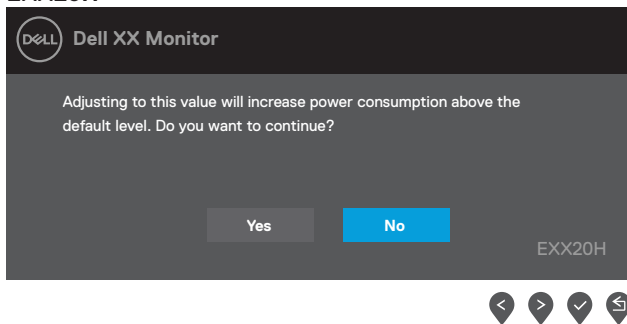 DELL Dell XX Monitor
Adjusting to this value will increase power consumption above the
default level. Do you want to continue?
Yes No
EXX20H